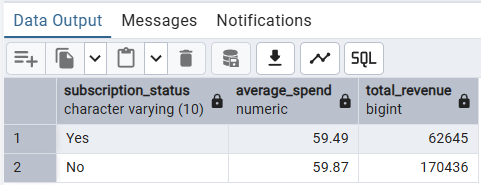 Data Output Messages Notifications
SQL
subscription_status average_spend total_revenue
character varying (10) numeric bigint
1 Yes 59.49 62645
2 No 59.87 170436